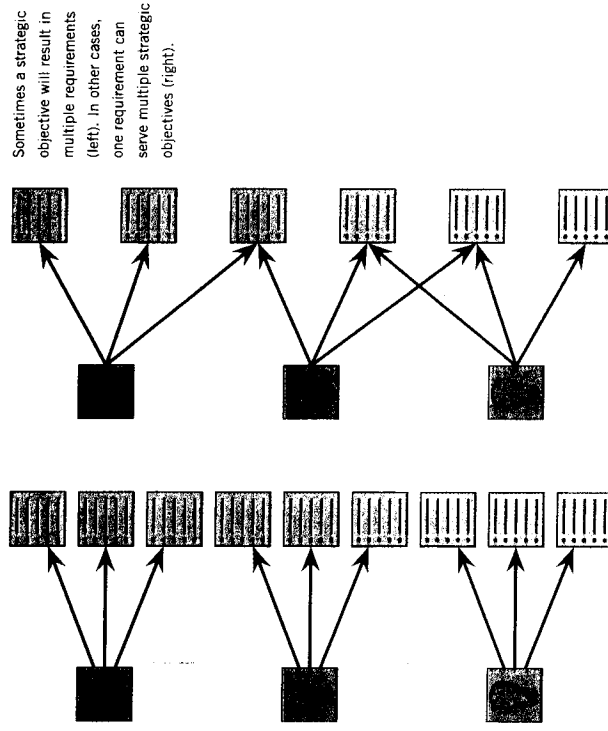 Sometimes a strategic
objective will result in
multiple requirements
(left). In other cases,
one requirement can
serve multiple strategic
objectives (right).